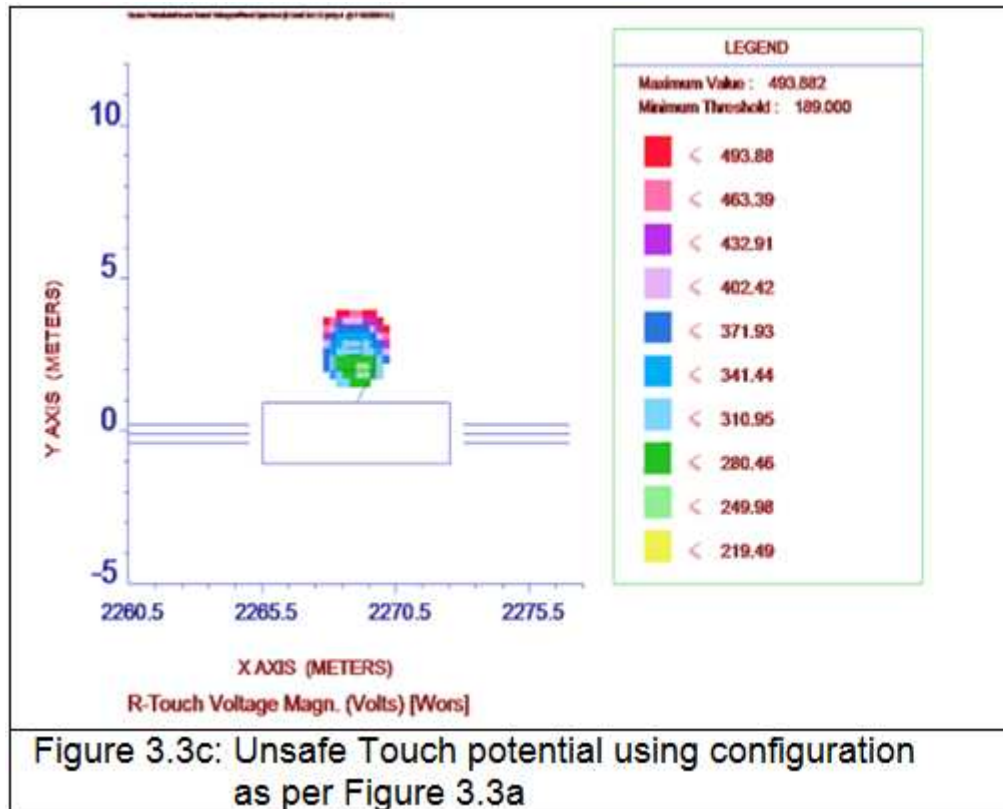 LEGEND
Maximum Value : 493.882
Minimum Threshold : 189.000
< 493.88
< 463.39
< 432.91
< 402.42
< 371.93
< 341.44
< 310.95
< 280.46
< 249.98
< 219.49
10
5
0
-5
Y AXIS (METERS)
2260.5 2265.5 2270.5 2275.5
X AXIS (METERS)
R-Touch Voltage Magn. (Volts) [Wors]
Figure 3.3c: Unsafe Touch potential using configuration
as per Figure 3.3a